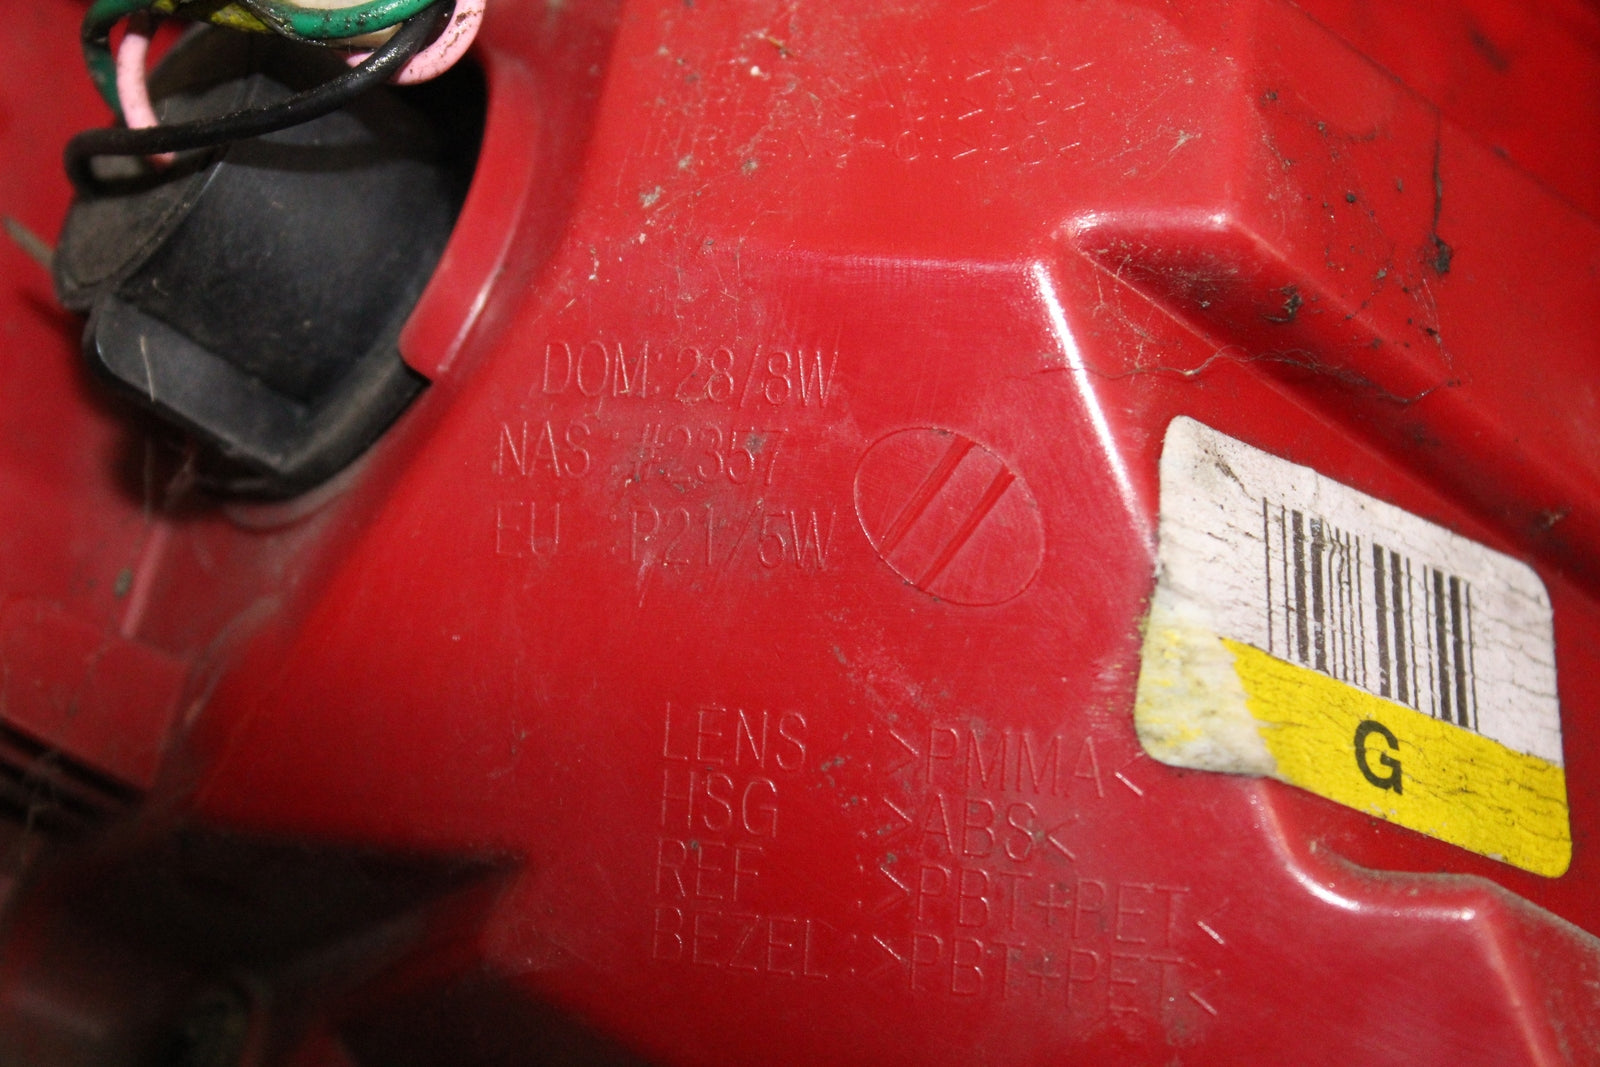 DOM: 28/8W
NAS : #2357
EU : P21/5W
LENS : >PMMA<
HSG : >ABS<
REF : >PBT+PET<
BEZEL : >PBT+PET<
G